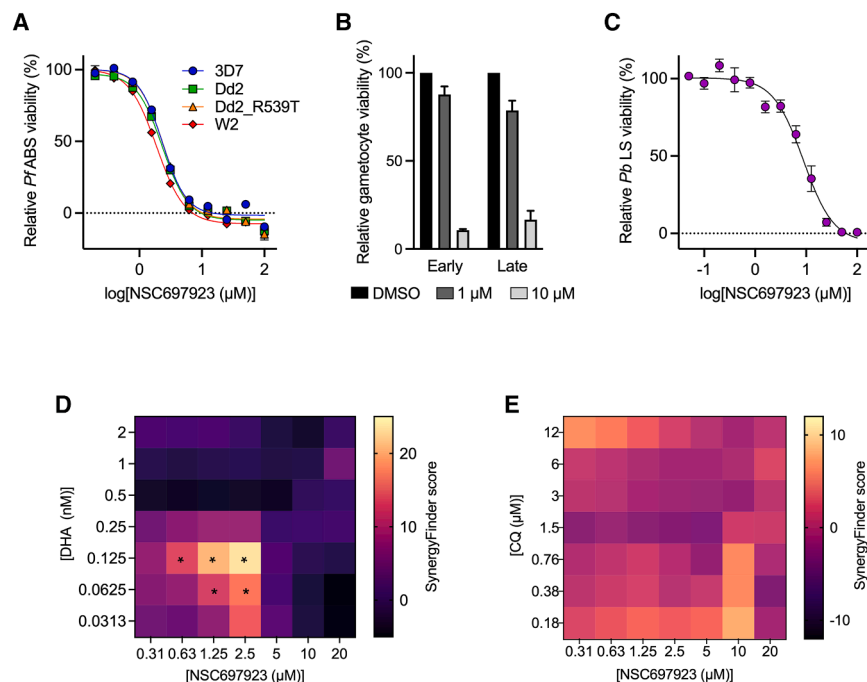 A
Relative Pf ABS viability (%)
100
50
0
0
1
2
log[NSC697923 (µM)]
3D7
Dd2
Dd2_R539T
W2
B
Relative gametocyte viability (%)
100
50
0
Early
Late
DMSO
1 µM
10 µM
C
Relative Pb LS viability (%)
100
50
0
-1
0
1
2
log[NSC697923 (µM)]
D
[DHA (nM)]
2
1
0.5
0.25
0.125
0.0625
0.0313
* * *
* *
0.31 0.63 1.25 2.5 5 10 20
[NSC697923 (µM)]
20
10
0
SynergyFinder score
E
[CQ (µM)]
12
6
3
1.5
0.76
0.38
0.18
0.31 0.63 1.25 2.5 5 10 20
[NSC697923 (µM)]
10
0
-10
SynergyFinder score